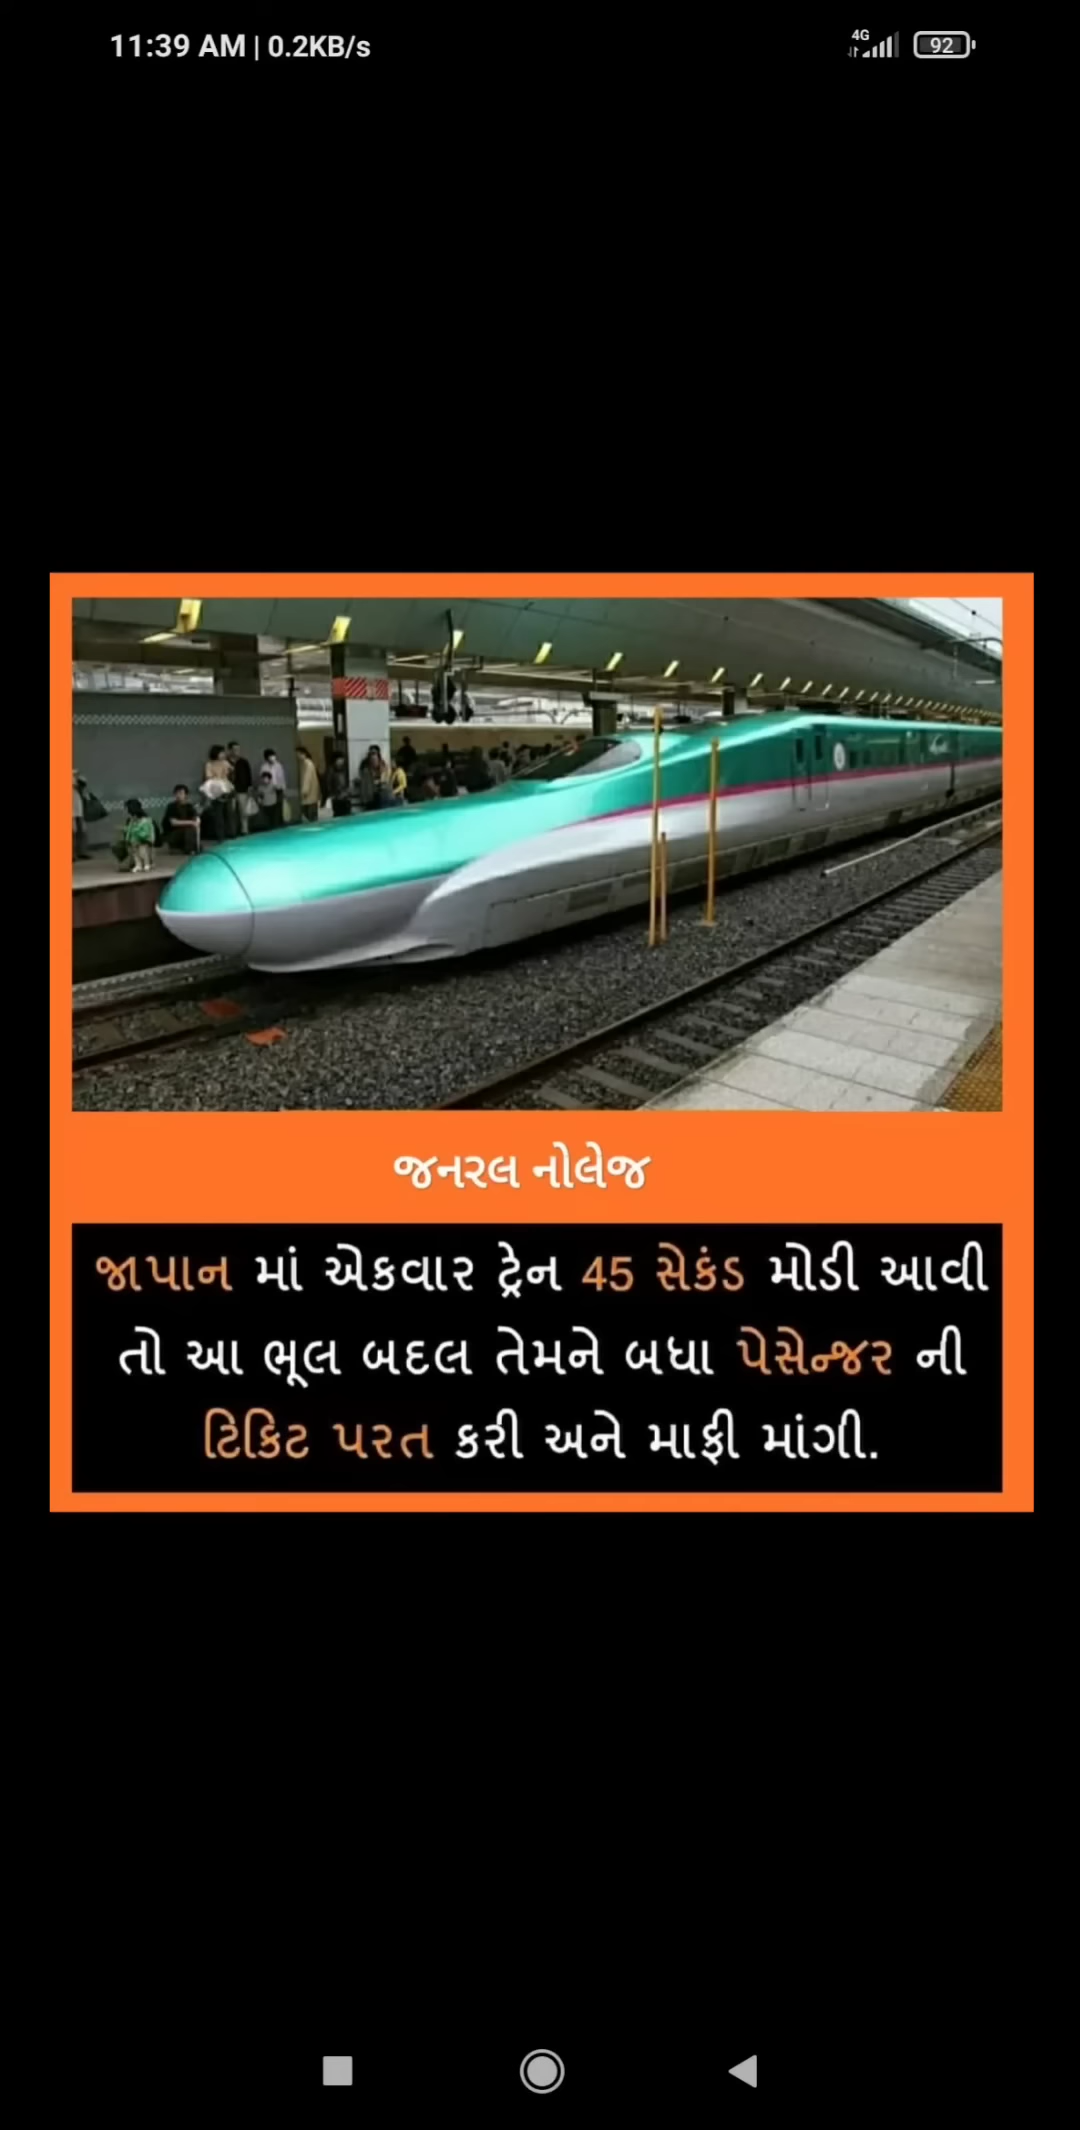 11:39 AM | 0.2KB/s
4G
92
જનરલ નોલેજ
જાપાન માં એકવાર ટ્રેન 45 સેકંડ મોડી આવી
તો આ ભૂલ બદલ તેમને બધા પેસેન્જર ની
ટિકિટ પરત કરી અને માફી માંગી.